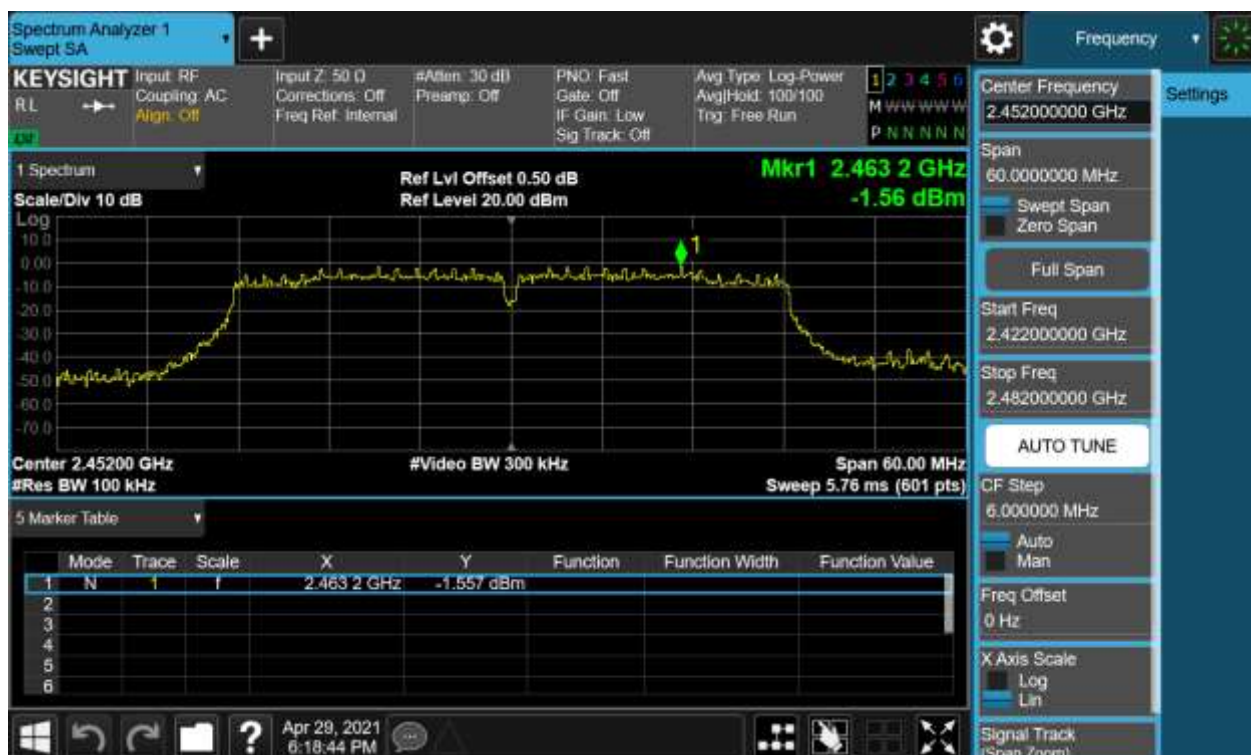 Spectrum Analyzer 1
Swept SA
+
Frequency
KEYSIGHT
RL
Input: RF
Coupling: AC
Align: Off
Input Z: 50 Ω
Corrections: Off
Freq Ref: Internal
#Atten: 30 dB
Preamp: Off
PNO: Fast
Gate: Off
IF Gain: Low
Sig Track: Off
Avg Type: Log-Power
Avg|Hold: 100/100
Trig: Free Run
1 2 3 4 5 6
M W W W W W
P N N N N N
1 Spectrum
Scale/Div 10 dB
Ref Lvl Offset 0.50 dB
Ref Level 20.00 dBm
Mkr1 2.463 2 GHz
-1.56 dBm
Log
10.0
0.00
-10.0
-20.0
-30.0
-40.0
-50.0
-60.0
-70.0
1
Center 2.45200 GHz
#Res BW 100 kHz
#Video BW 300 kHz
Span 60.00 MHz
Sweep 5.76 ms (601 pts)
5 Marker Table
Mode Trace Scale X Y Function Function Width Function Value
1 N 1 f 2.463 2 GHz -1.557 dBm
2
3
4
5
6
Apr 29, 2021
6:18:44 PM
?
Center Frequency
2.452000000 GHz
Settings
Span
60.0000000 MHz
Swept Span
Zero Span
Full Span
Start Freq
2.422000000 GHz
Stop Freq
2.482000000 GHz
AUTO TUNE
CF Step
6.000000 MHz
Auto
Man
Freq Offset
0 Hz
X Axis Scale
Log
Lin
Signal Track
(Span Zoom)